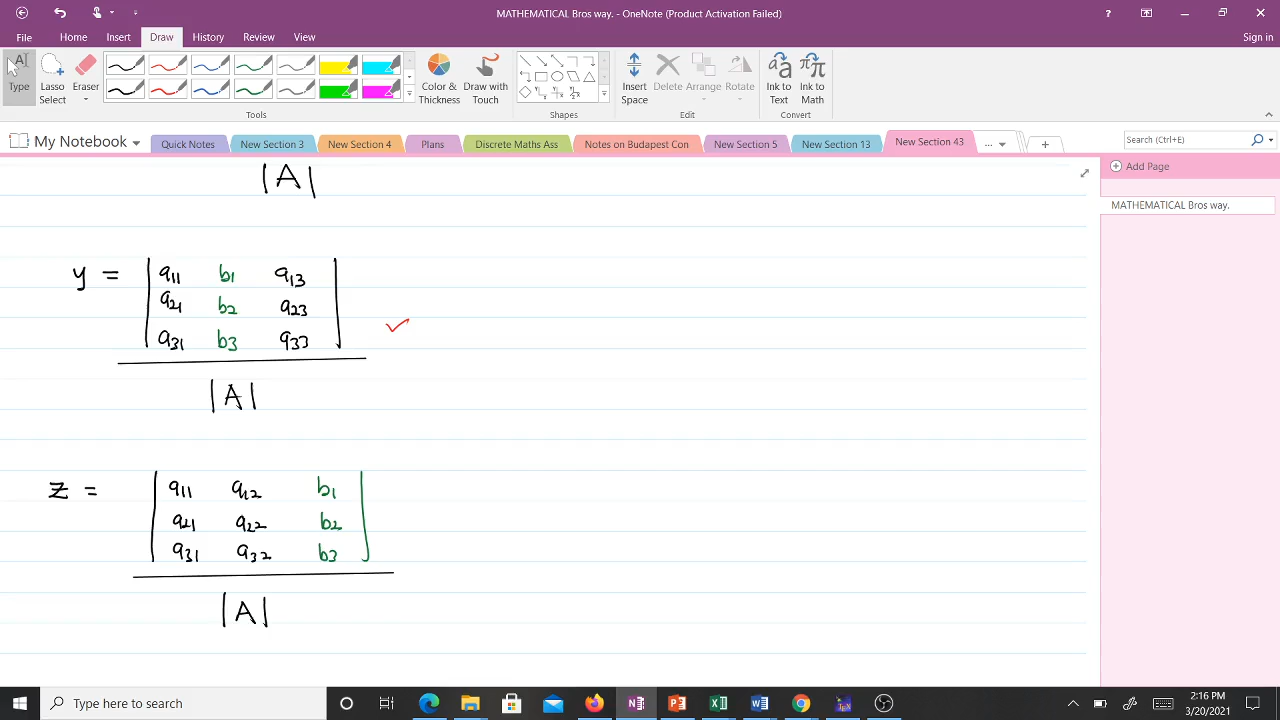 MATHEMATICAL Bros way. - OneNote (Product Activation Failed)
File Home Insert Draw History Review View Sign in
Type Lasso Select Eraser Color & Thickness Draw with Touch Insert Space Delete Arrange Rotate Ink to Text Ink to Math
Tools Shapes Edit Convert
My Notebook Quick Notes New Section 3 New Section 4 Plans Discrete Maths Ass Notes on Budapest Con New Section 5 New Section 13 New Section 43 ... + Search (Ctrl+E)
Add Page
MATHEMATICAL Bros way.
|A|
y = | a11 b1 a13 |
| a21 b2 a23 |
| a31 b3 a33 |
|A|
z = | a11 a12 b1 |
| a21 a22 b2 |
| a31 a32 b3 |
|A|
Type here to search
2:16 PM
3/20/2021